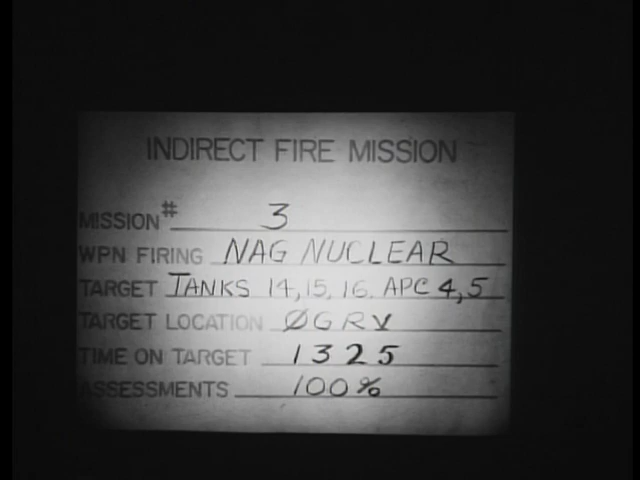 INDIRECT FIRE MISSION
MISSION # 3
WPN FIRING NAG NUCLEAR
TARGET TANKS 14, 15, 16. APC 4, 5
TARGET LOCATION ØGRV
TIME ON TARGET 1325
ASSESSMENTS 100%